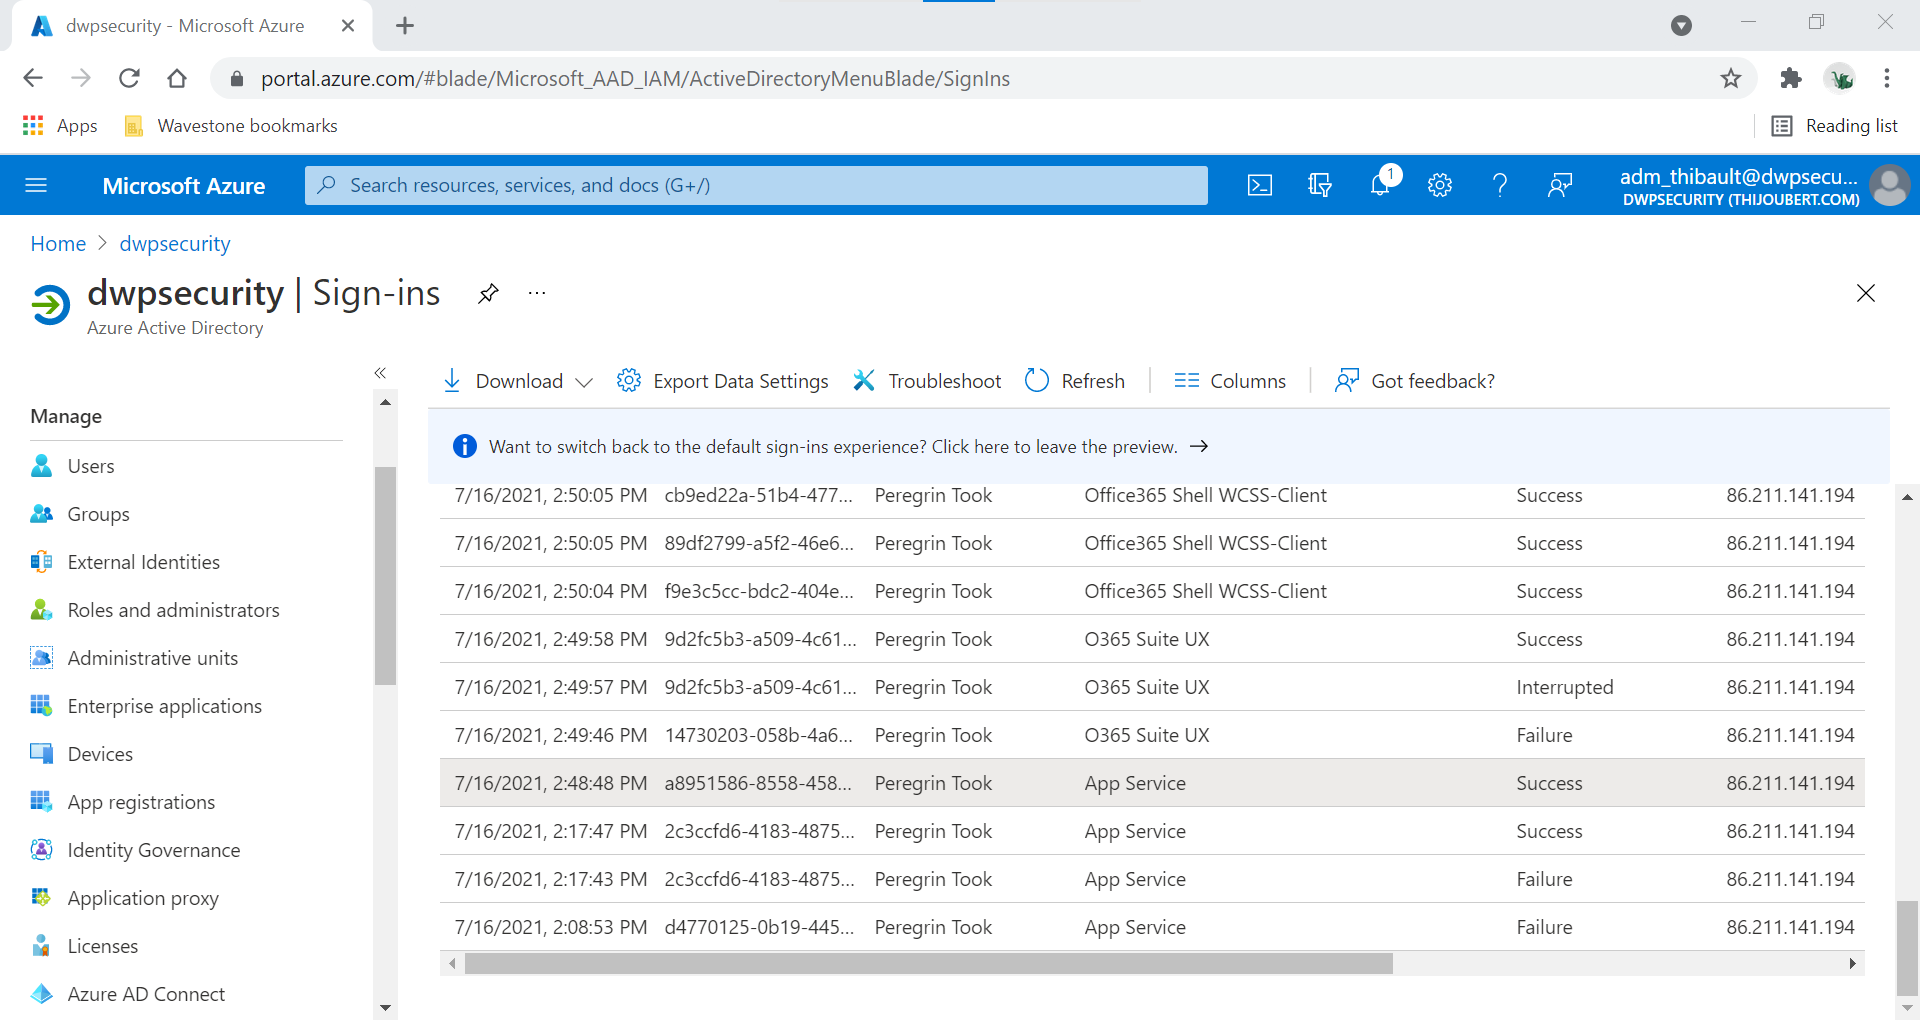 dwpsecurity - Microsoft Azure
portal.azure.com/#blade/Microsoft_AAD_IAM/ActiveDirectoryMenuBlade/SignIns
Apps Wavestone bookmarks Reading list
Microsoft Azure Search resources, services, and docs (G+/) 1 adm_thibault@dwpsecu...
DWPSECURITY (THIJOUBERT.COM)
Home > dwpsecurity
dwpsecurity | Sign-ins ...
Azure Active Directory
«
Manage
Users
Groups
External Identities
Roles and administrators
Administrative units
Enterprise applications
Devices
App registrations
Identity Governance
Application proxy
Licenses
Azure AD Connect
Download Export Data Settings Troubleshoot Refresh Columns Got feedback?
Want to switch back to the default sign-ins experience? Click here to leave the preview. →
7/16/2021, 2:50:05 PM cb9ed22a-51b4-477... Peregrin Took Office365 Shell WCSS-Client Success 86.211.141.194
7/16/2021, 2:50:05 PM 89df2799-a5f2-46e6... Peregrin Took Office365 Shell WCSS-Client Success 86.211.141.194
7/16/2021, 2:50:04 PM f9e3c5cc-bdc2-404e... Peregrin Took Office365 Shell WCSS-Client Success 86.211.141.194
7/16/2021, 2:49:58 PM 9d2fc5b3-a509-4c61... Peregrin Took O365 Suite UX Success 86.211.141.194
7/16/2021, 2:49:57 PM 9d2fc5b3-a509-4c61... Peregrin Took O365 Suite UX Interrupted 86.211.141.194
7/16/2021, 2:49:46 PM 14730203-058b-4a6... Peregrin Took O365 Suite UX Failure 86.211.141.194
7/16/2021, 2:48:48 PM a8951586-8558-458... Peregrin Took App Service Success 86.211.141.194
7/16/2021, 2:17:47 PM 2c3ccfd6-4183-4875... Peregrin Took App Service Success 86.211.141.194
7/16/2021, 2:17:43 PM 2c3ccfd6-4183-4875... Peregrin Took App Service Failure 86.211.141.194
7/16/2021, 2:08:53 PM d4770125-0b19-445... Peregrin Took App Service Failure 86.211.141.194